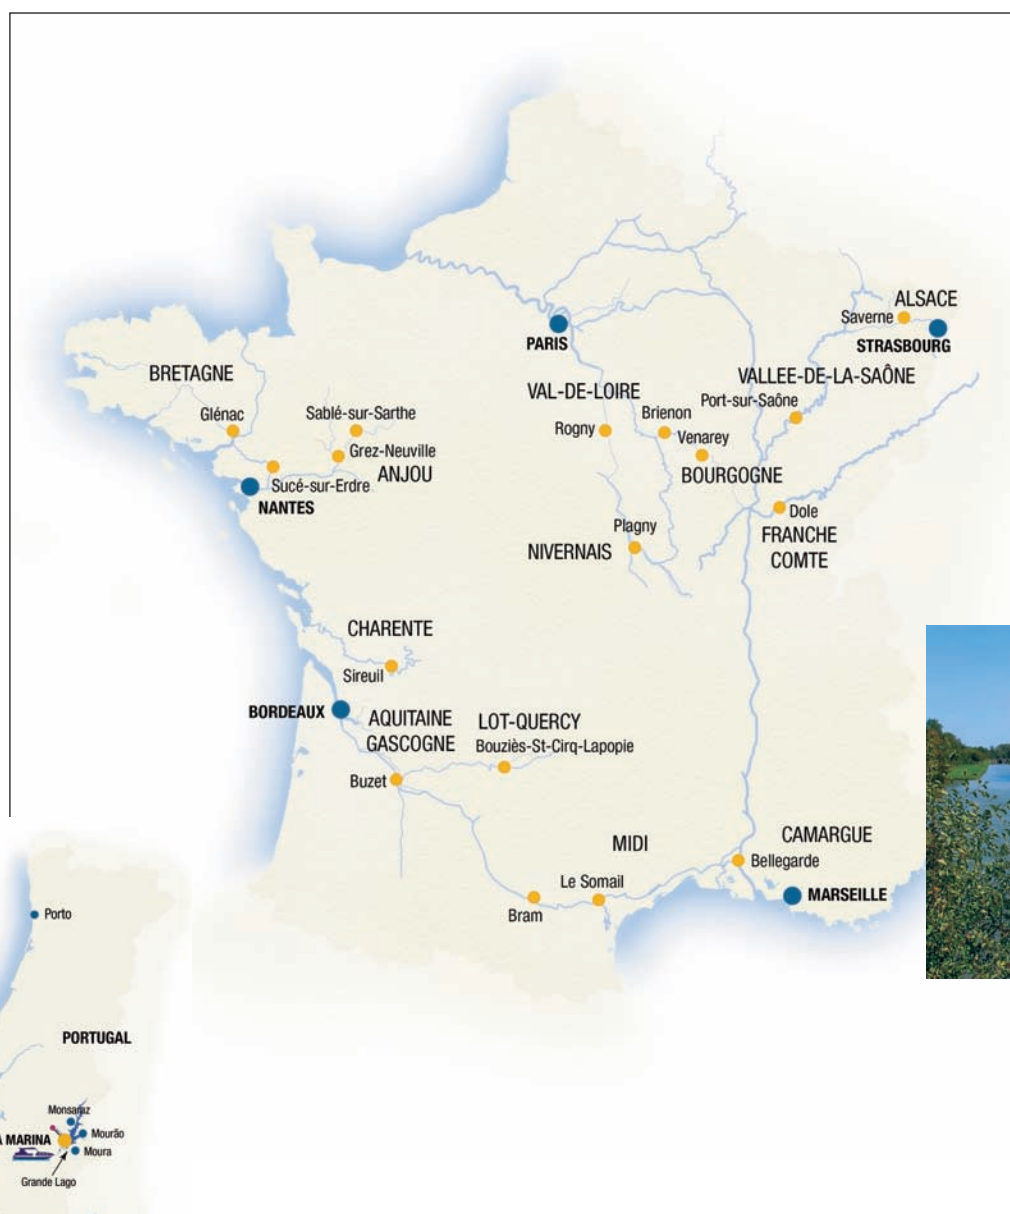 ALSACE
Saverne
STRASBOURG
PARIS
VALLEE-DE-LA-SAÔNE
BRETAGNE
VAL-DE-LOIRE
Port-sur-Saône
Glénac
Sablé-sur-Sarthe
Brienon
Rogny
Venarey
Grez-Neuville
ANJOU
BOURGOGNE
Sucé-sur-Erdre
NANTES
Dole
Plagny
FRANCHE
COMTE
NIVERNAIS
CHARENTE
Sireuil
BORDEAUX
AQUITAINE
GASCOGNE
LOT-QUERCY
Bouziès-St-Cirq-Lapopie
Buzet
MIDI
CAMARGUE
Bellegarde
Le Somail
MARSEILLE
Bram
Porto
PORTUGAL
Monsaraz
Mourão
A MARINA
Moura
Grande Lago